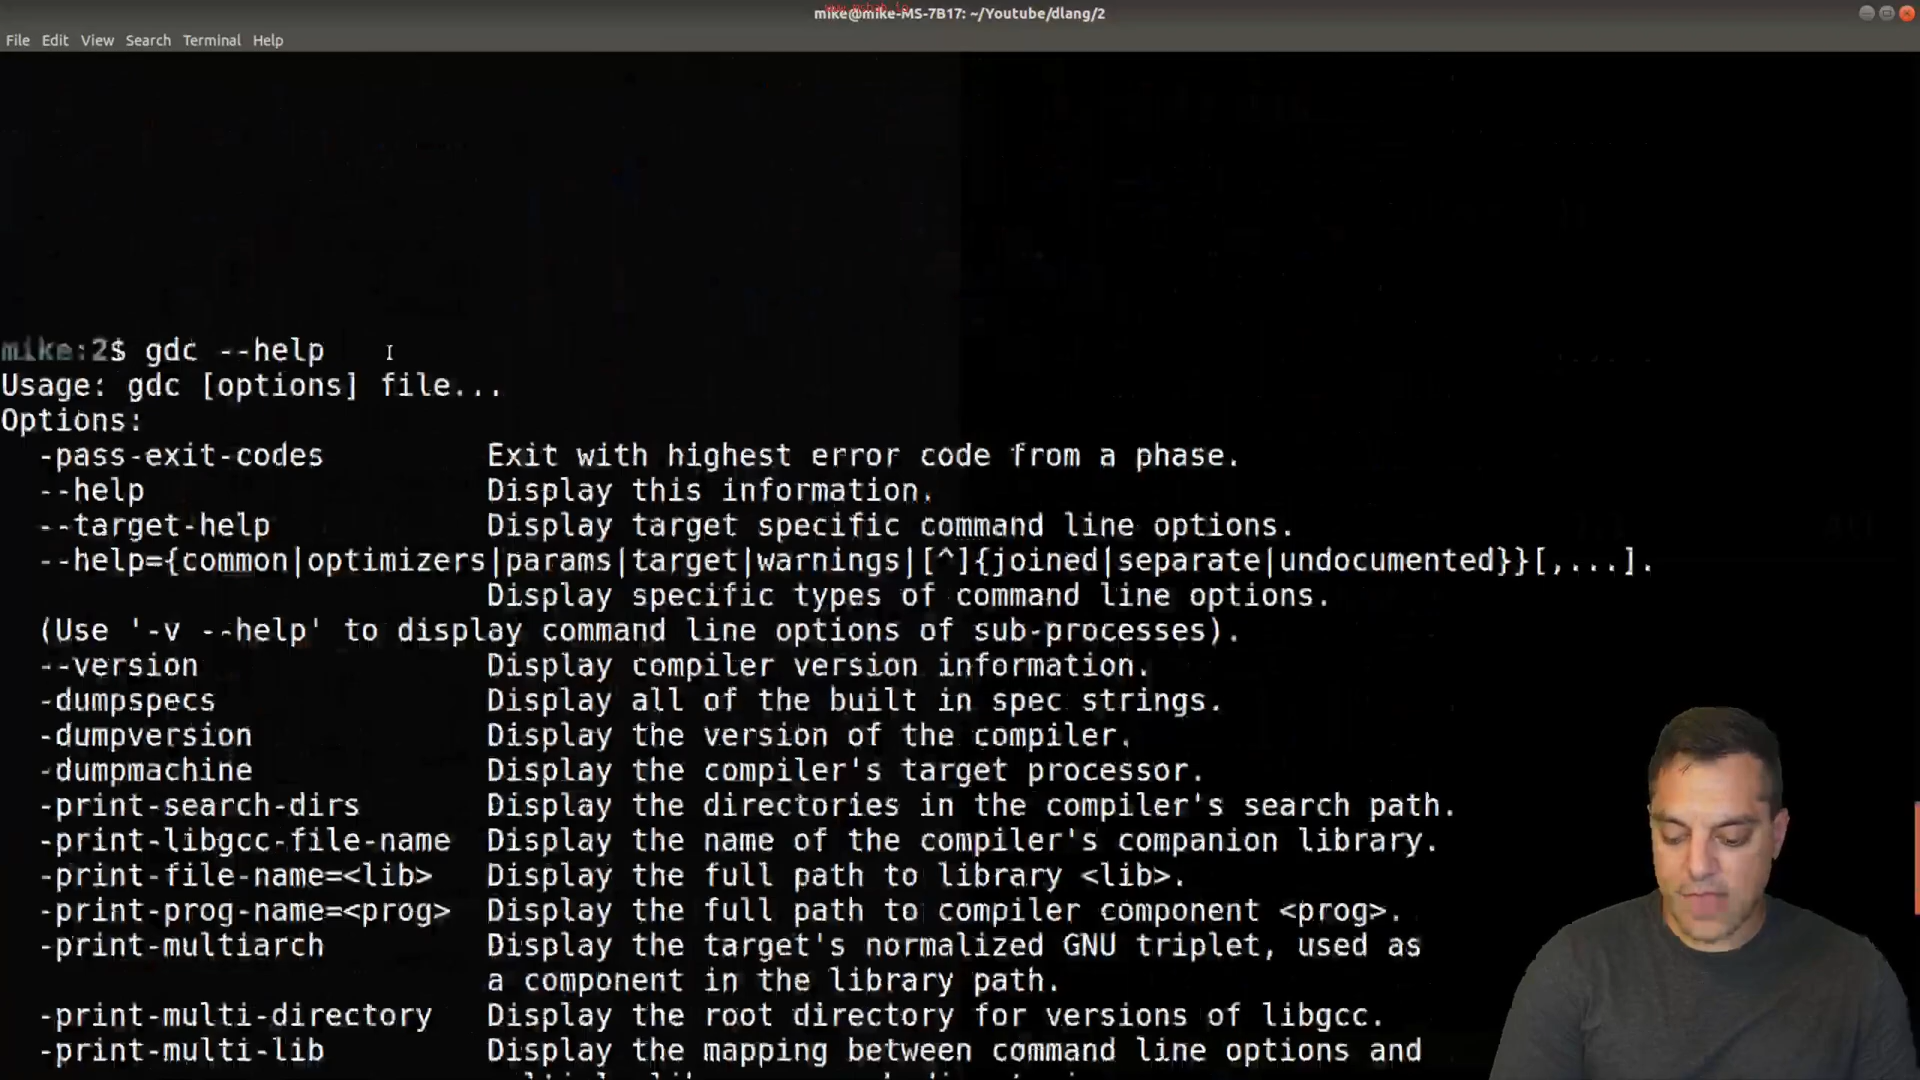 www.mshah.io
mike@mike-MS-7B17: ~/Youtube/dlang/2
File Edit View Search Terminal Help
mike:2$ gdc --help
Usage: gdc [options] file...
Options:
-pass-exit-codes Exit with highest error code from a phase.
--help Display this information.
--target-help Display target specific command line options.
--help={common|optimizers|params|target|warnings|[^]{joined|separate|undocumented}}[,...].
Display specific types of command line options.
(Use '-v --help' to display command line options of sub-processes).
--version Display compiler version information.
-dumpspecs Display all of the built in spec strings.
-dumpversion Display the version of the compiler.
-dumpmachine Display the compiler's target processor.
-print-search-dirs Display the directories in the compiler's search path.
-print-libgcc-file-name Display the name of the compiler's companion library.
-print-file-name=<lib> Display the full path to library <lib>.
-print-prog-name=<prog> Display the full path to compiler component <prog>.
-print-multiarch Display the target's normalized GNU triplet, used as
a component in the library path.
-print-multi-directory Display the root directory for versions of libgcc.
-print-multi-lib Display the mapping between command line options and